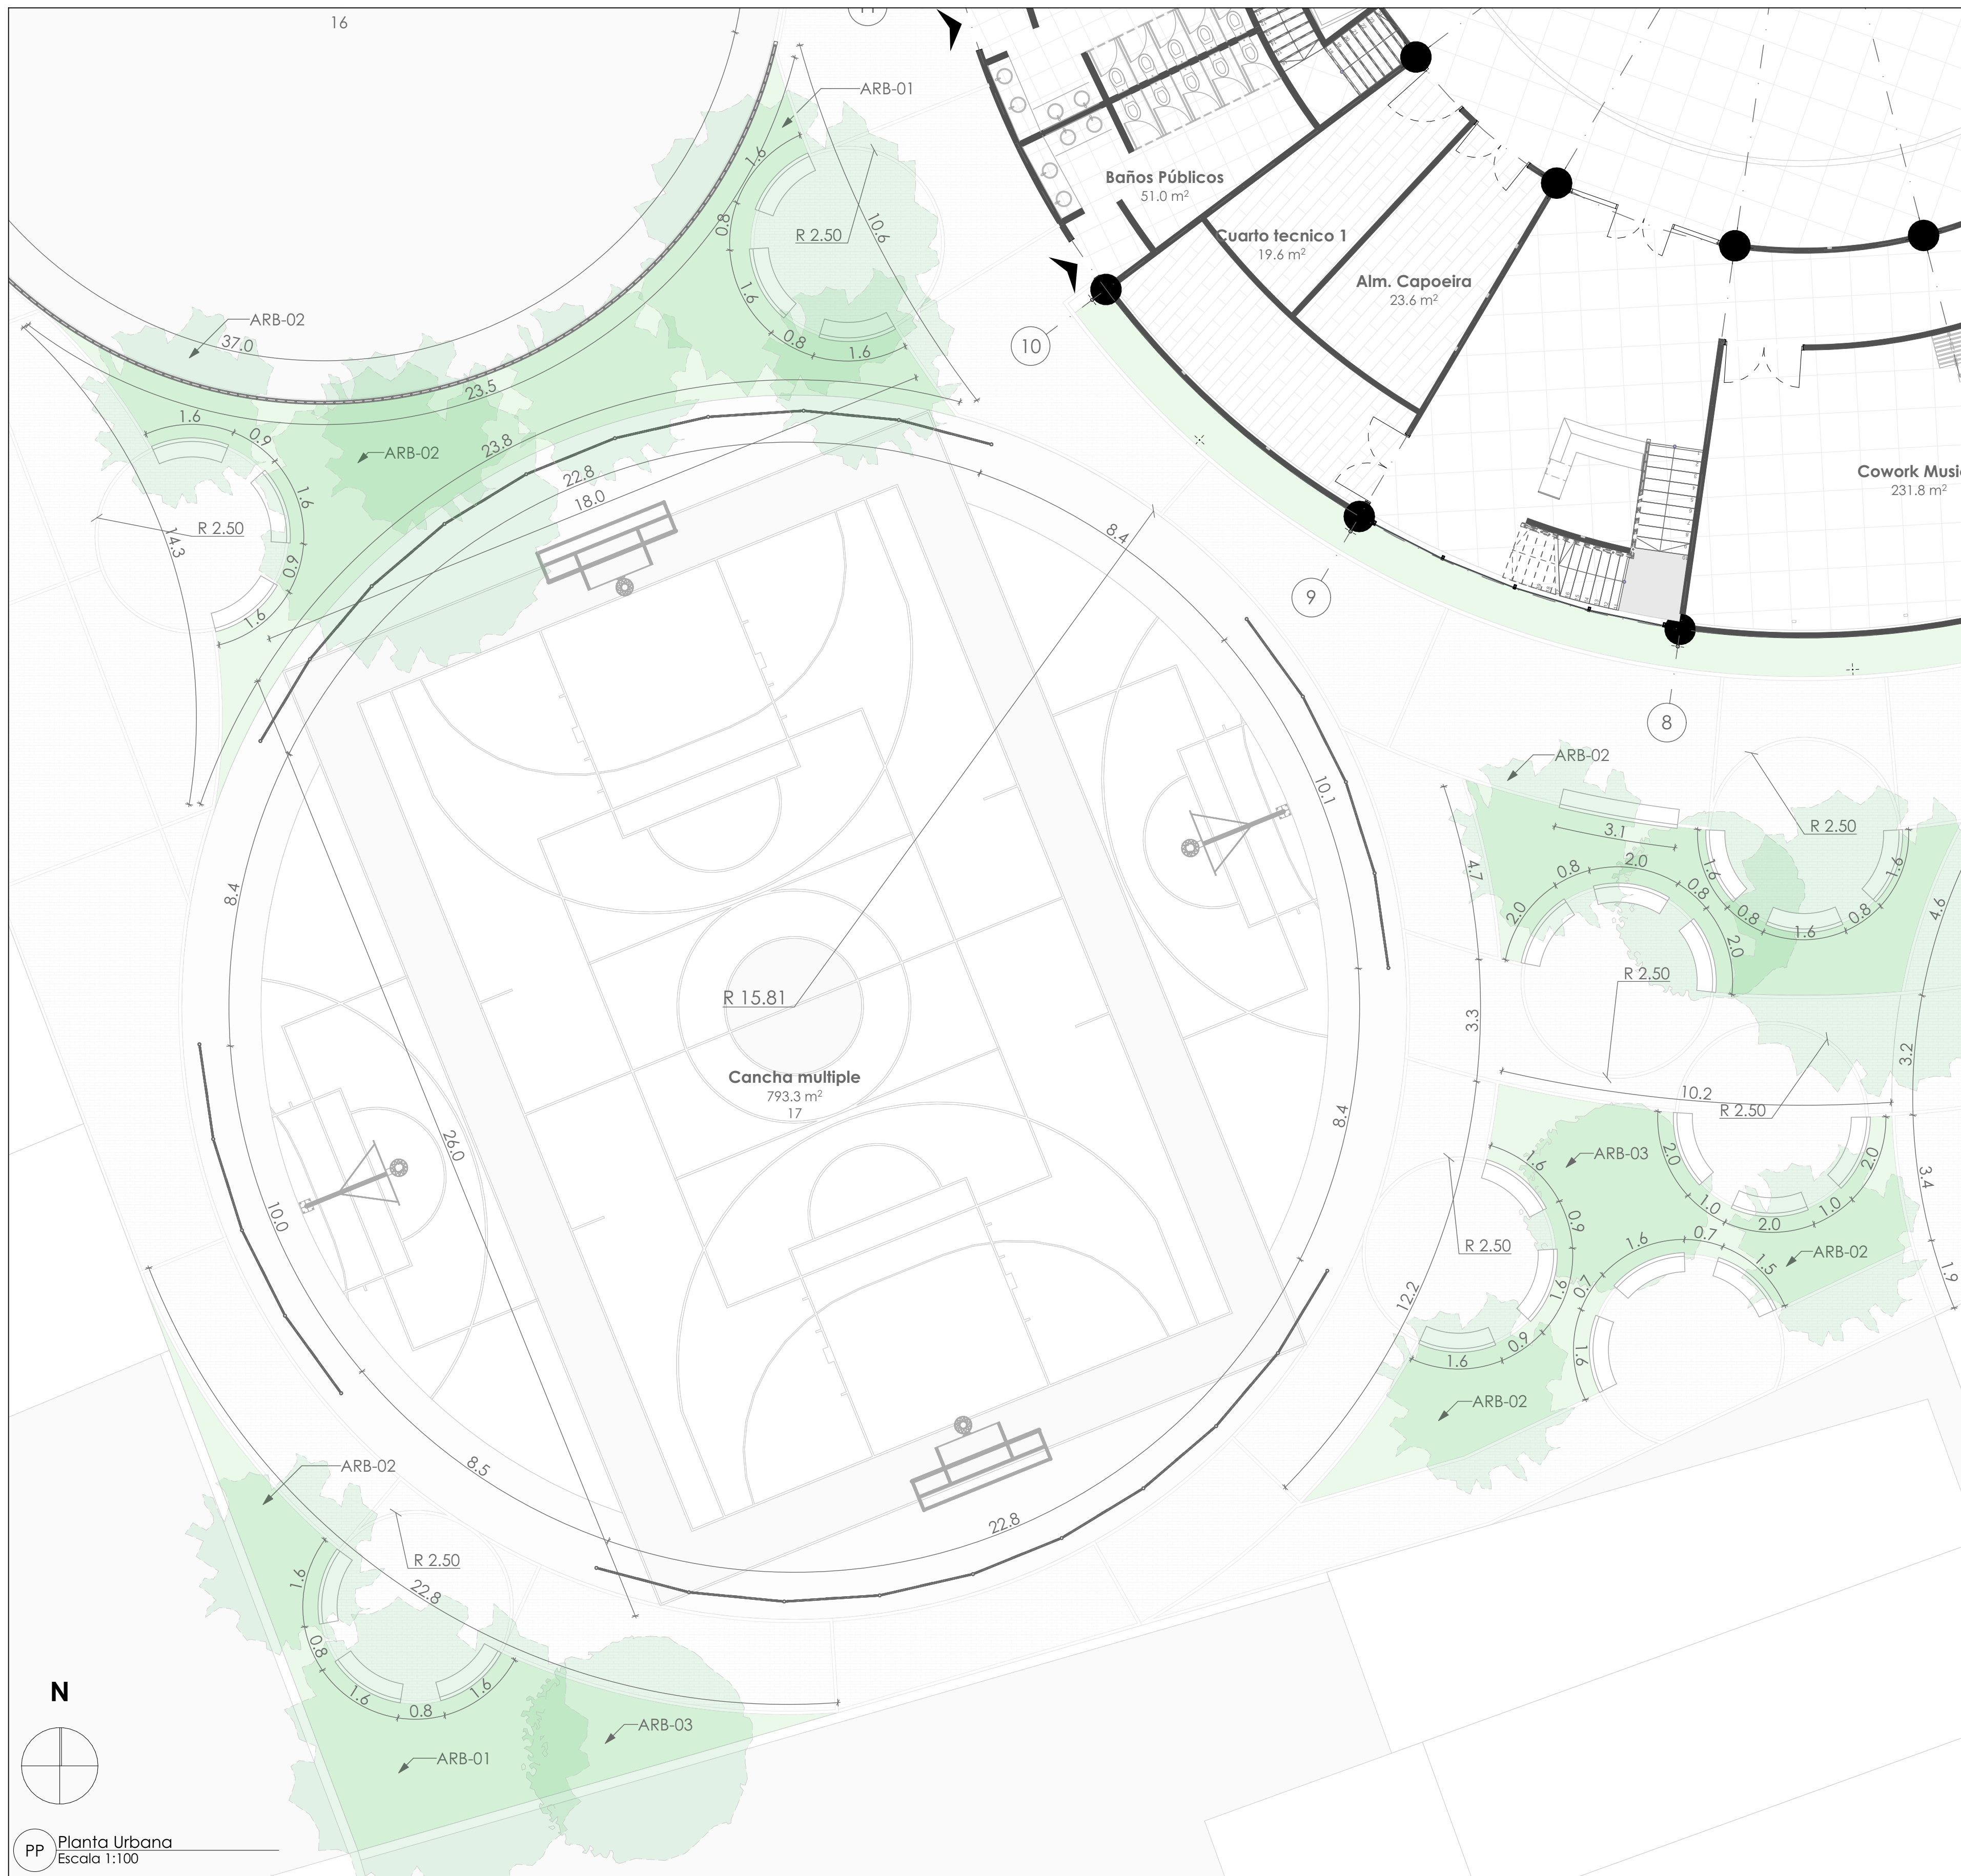 16
11
ARB-01
1.6
R 2.50
0.8
10.6
1.6
0.8
1.6
Baños Públicos
51.0 m²
Cuarto tecnico 1
19.6 m²
Alm. Capoeira
23.6 m²
10
9
8
Cowork Musi
231.8 m²
ARB-02
37.0
23.5
1.6
0.9
23.8
ARB-02
22.8
18.0
1.6
R 2.50
14.3
0.9
1.6
8.4
10.1
8.4
R 15.81
Cancha multiple
793.3 m²
17
26.0
8.4
10.0
8.5
22.8
ARB-02
R 2.50
3.1
4.7
0.8
2.0
0.8
1.6
1.6
2.0
0.8
1.6
0.8
2.0
4.6
R 2.50
3.3
3.2
10.2
R 2.50
ARB-03
1.6
2.0
2.0
3.4
0.9
1.0
2.0
1.0
R 2.50
1.6
0.7
1.5
ARB-02
1.9
12.2
1.6
0.7
0.9
1.6
1.6
ARB-02
ARB-02
R 2.50
1.6
22.8
0.8
1.6
0.8
1.6
ARB-03
ARB-01
N
PP
Planta Urbana
Escala 1:100